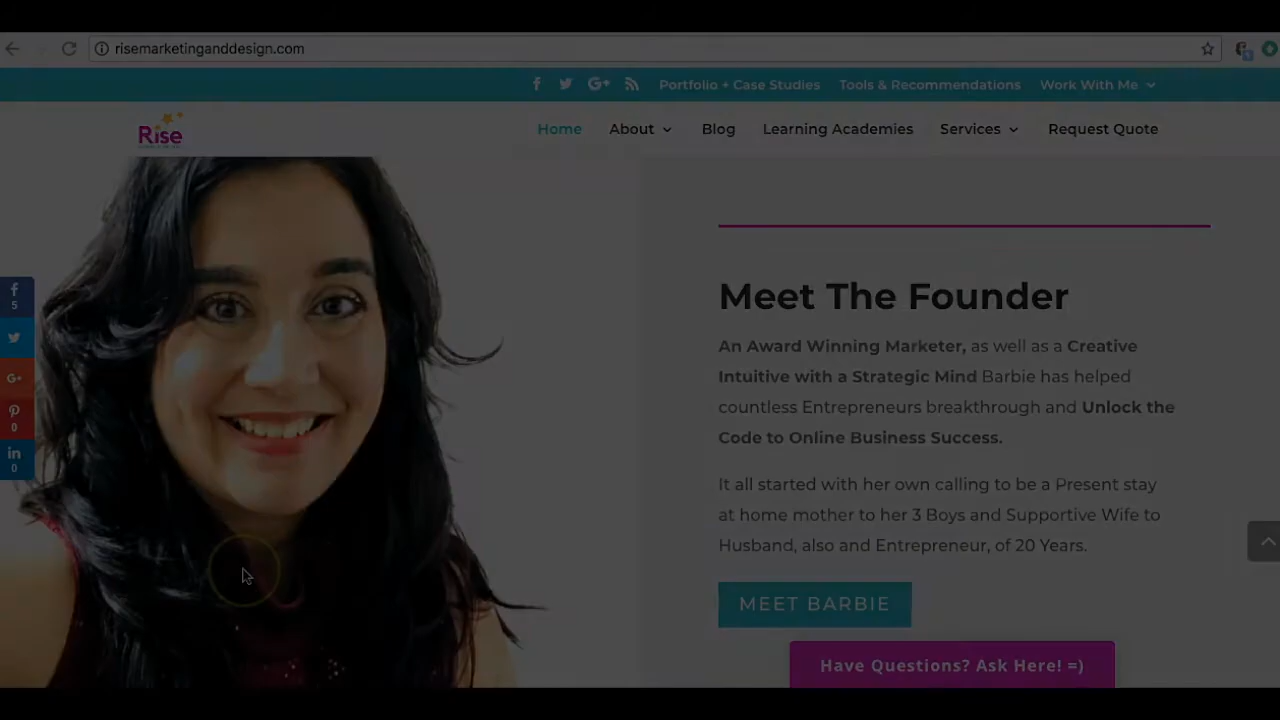 risemarketinganddesign.com
Portfolio + Case Studies Tools & Recommendations Work With Me
Rise
Home About Blog Learning Academies Services Request Quote
5
0
0
Meet The Founder
An Award Winning Marketer, as well as a Creative
Intuitive with a Strategic Mind Barbie has helped
countless Entrepreneurs breakthrough and Unlock the
Code to Online Business Success.
It all started with her own calling to be a Present stay
at home mother to her 3 Boys and Supportive Wife to
Husband, also and Entrepreneur, of 20 Years.
MEET BARBIE
Have Questions? Ask Here! =)